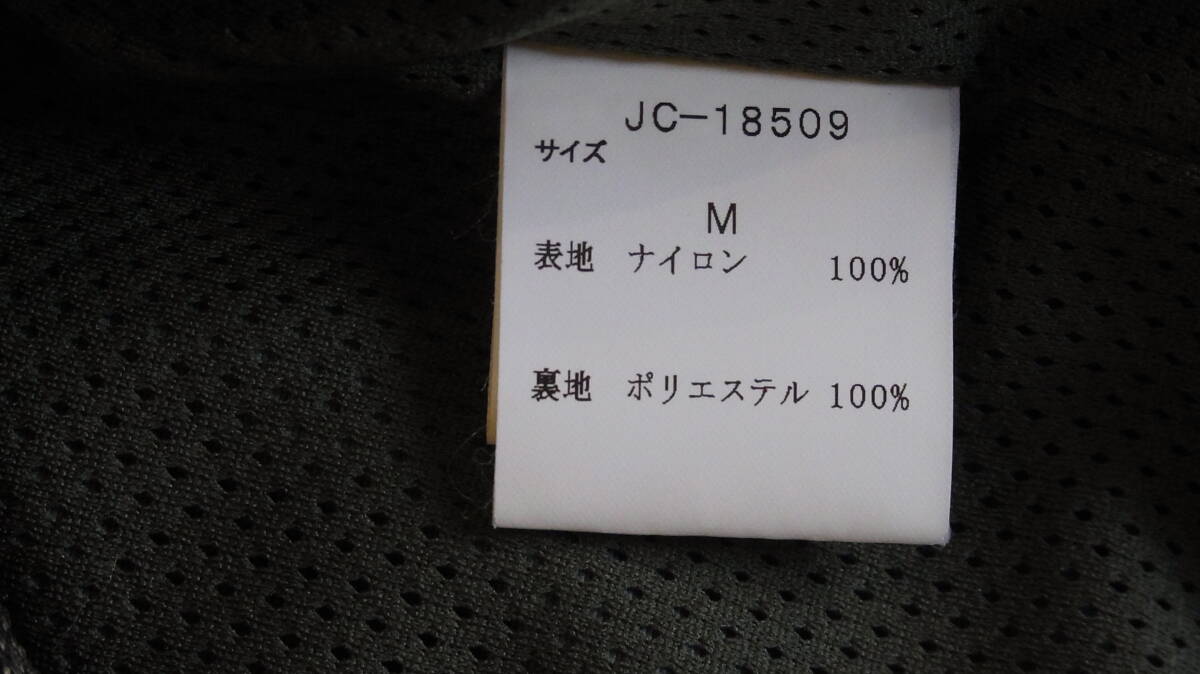 JC-18509
サイズ
M
表地 ナイロン 100%
裏地 ポリエステル 100%